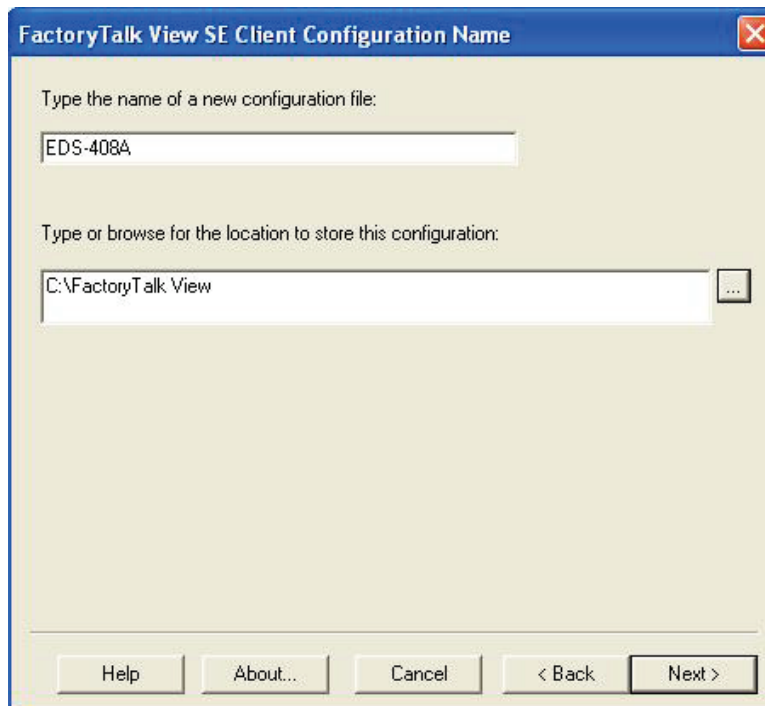 FactoryTalk View SE Client Configuration Name
Type the name of a new configuration file:
EDS-408A
Type or browse for the location to store this configuration:
C:\FactoryTalk View
...
Help
About...
Cancel
< Back
Next >